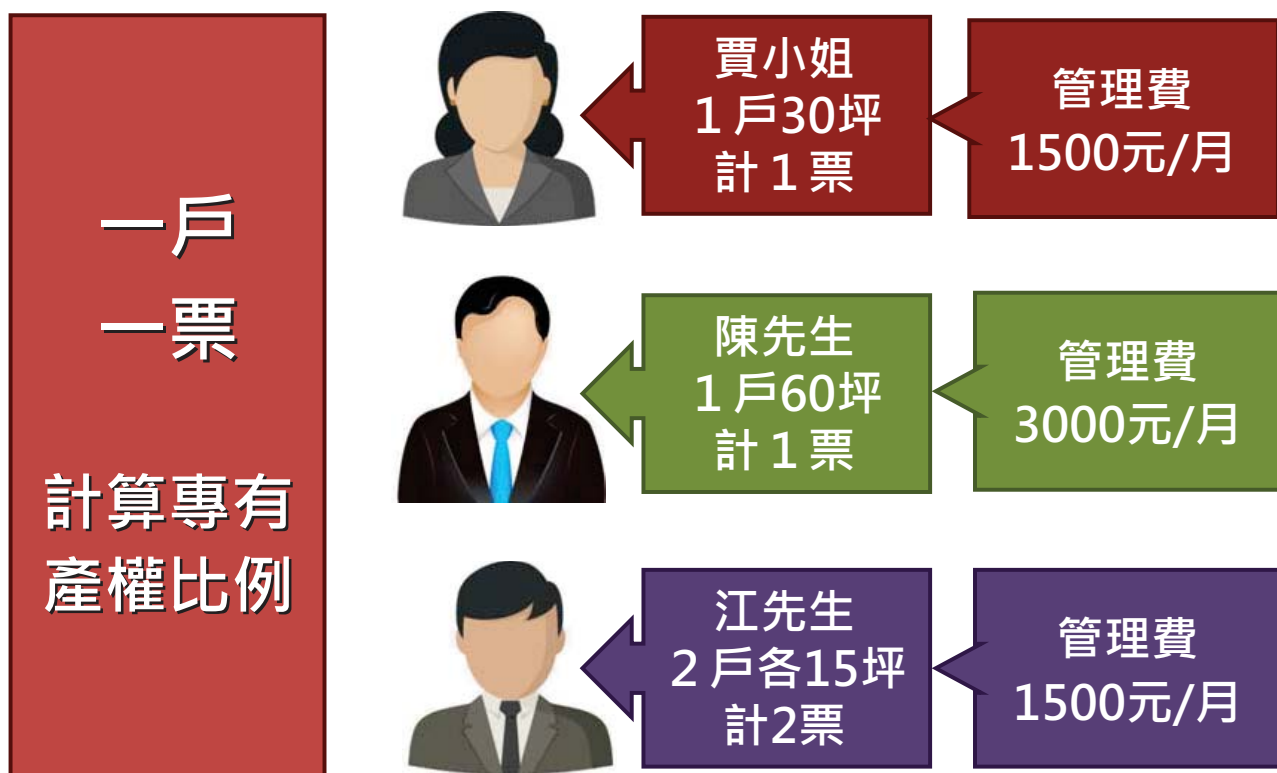 一戶
一票
計算專有
產權比例
賈小姐
１戶30坪
計１票
管理費
1500元/月
陳先生
１戶60坪
計１票
管理費
3000元/月
江先生
２戶各15坪
計2票
管理費
1500元/月